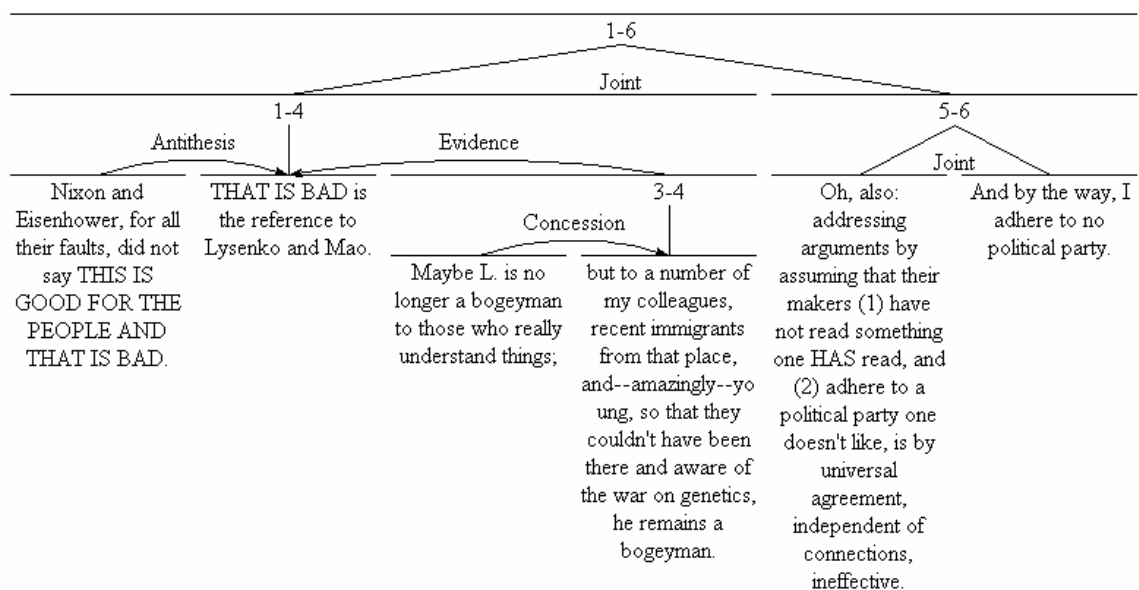 1-6
Joint
1-4
5-6
Antithesis
Evidence
Joint
Nixon and
Eisenhower, for all
their faults, did not
say THIS IS
GOOD FOR THE
PEOPLE AND
THAT IS BAD.
THAT IS BAD is
the reference to
Lysenko and Mao.
3-4
Concession
Maybe L. is no
longer a bogeyman
to those who really
understand things;
but to a number of
my colleagues,
recent immigrants
from that place,
and--amazingly--yo
ung, so that they
couldn't have been
there and aware of
the war on genetics,
he remains a
bogeyman.
Oh, also:
addressing
arguments by
assuming that their
makers (1) have
not read something
one HAS read, and
(2) adhere to a
political party one
doesn't like, is by
universal
agreement,
independent of
connections,
ineffective.
And by the way, I
adhere to no
political party.